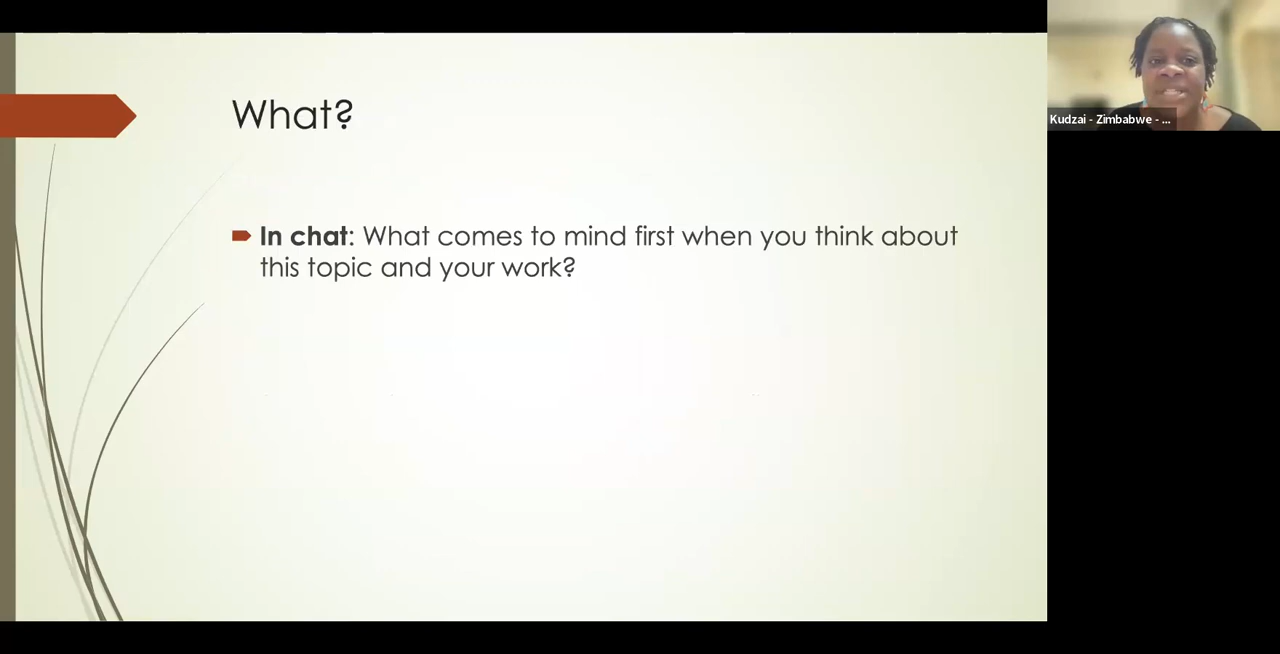 What?
In chat: What comes to mind first when you think about
this topic and your work?
Kudzai - Zimbabwe - ...